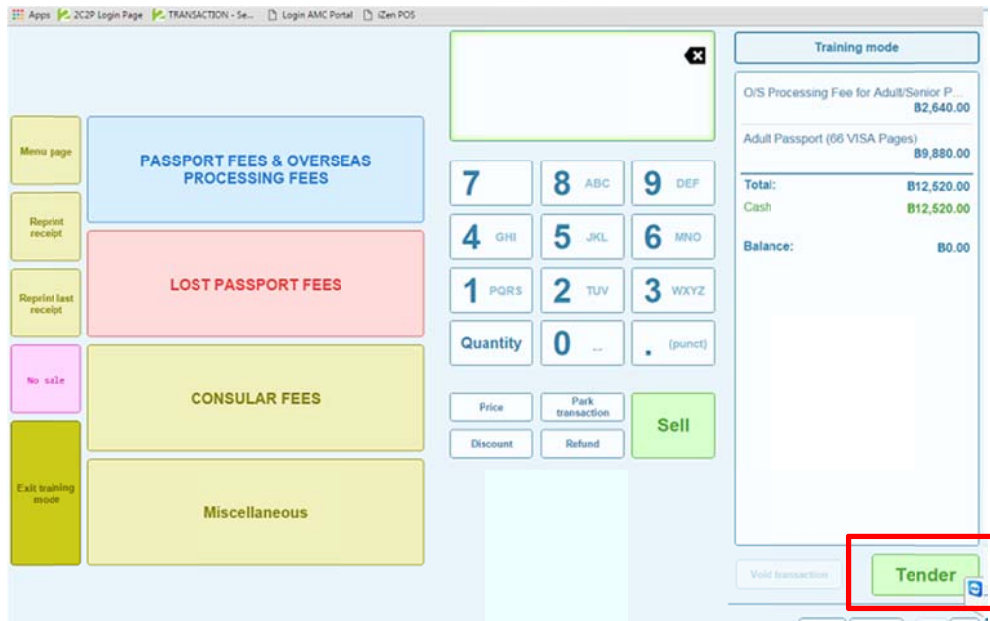 Apps 2C2P Login Page TRANSACTION - Se... Login AMC Portal iZen POS
Menu page
Reprint
receipt
Reprint last
receipt
No sale
Exit training
mode
PASSPORT FEES & OVERSEAS
PROCESSING FEES
LOST PASSPORT FEES
CONSULAR FEES
Miscellaneous
7 8 ABC 9 DEF
4 GHI 5 JKL 6 MNO
1 PQRS 2 TUV 3 WXYZ
Quantity 0 _ . (punct)
Price Park
transaction
Sell
Discount Refund
Training mode
O/S Processing Fee for Adult/Senior P...
฿2,640.00
Adult Passport (66 VISA Pages)
฿9,880.00
Total: ฿12,520.00
Cash ฿12,520.00
Balance: ฿0.00
Void transaction Tender